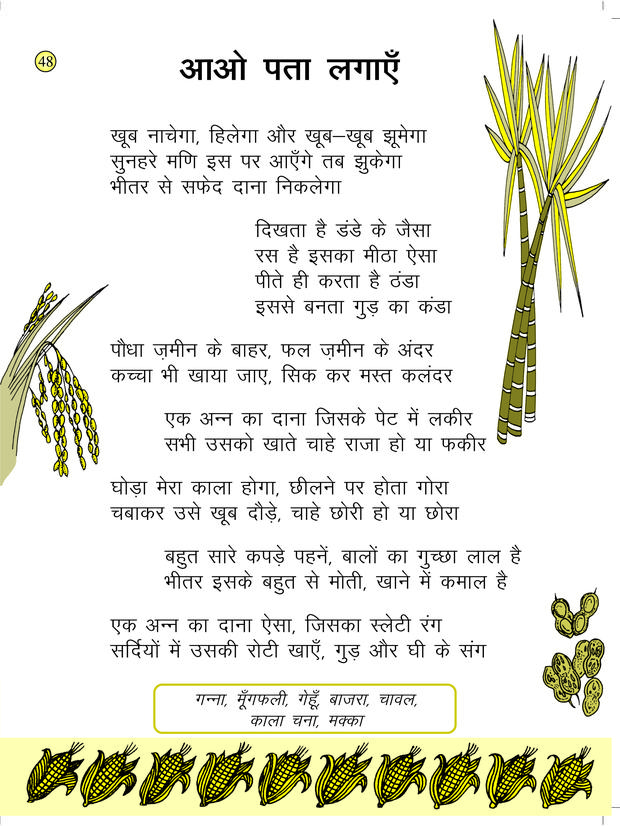 48
आओ पता लगाएँ
खूब नाचेगा, हिलेगा और खूब–खूब झूमेगा
सुनहरे मणि इस पर आएँगे तब झुकेगा
भीतर से सफेद दाना निकलेगा
दिखता है डंडे के जैसा
रस है इसका मीठा ऐसा
पीते ही करता है ठंडा
इससे बनता गुड़ का कंडा
पौधा ज़मीन के बाहर, फल ज़मीन के अंदर
कच्चा भी खाया जाए, सिक कर मस्त कलंदर
एक अन्न का दाना जिसके पेट में लकीर
सभी उसको खाते चाहे राजा हो या फकीर
घोड़ा मेरा काला होगा, छीलने पर होता गोरा
चबाकर उसे खूब दौड़े, चाहे छोरी हो या छोरा
बहुत सारे कपड़े पहनें, बालों का गुच्छा लाल है
भीतर इसके बहुत से मोती, खाने में कमाल है
एक अन्न का दाना ऐसा, जिसका स्लेटी रंग
सर्दियों में उसकी रोटी खाएँ, गुड़ और घी के संग
गन्ना, मूँगफली, गेहूँ, बाजरा, चावल,
काला चना, मक्का